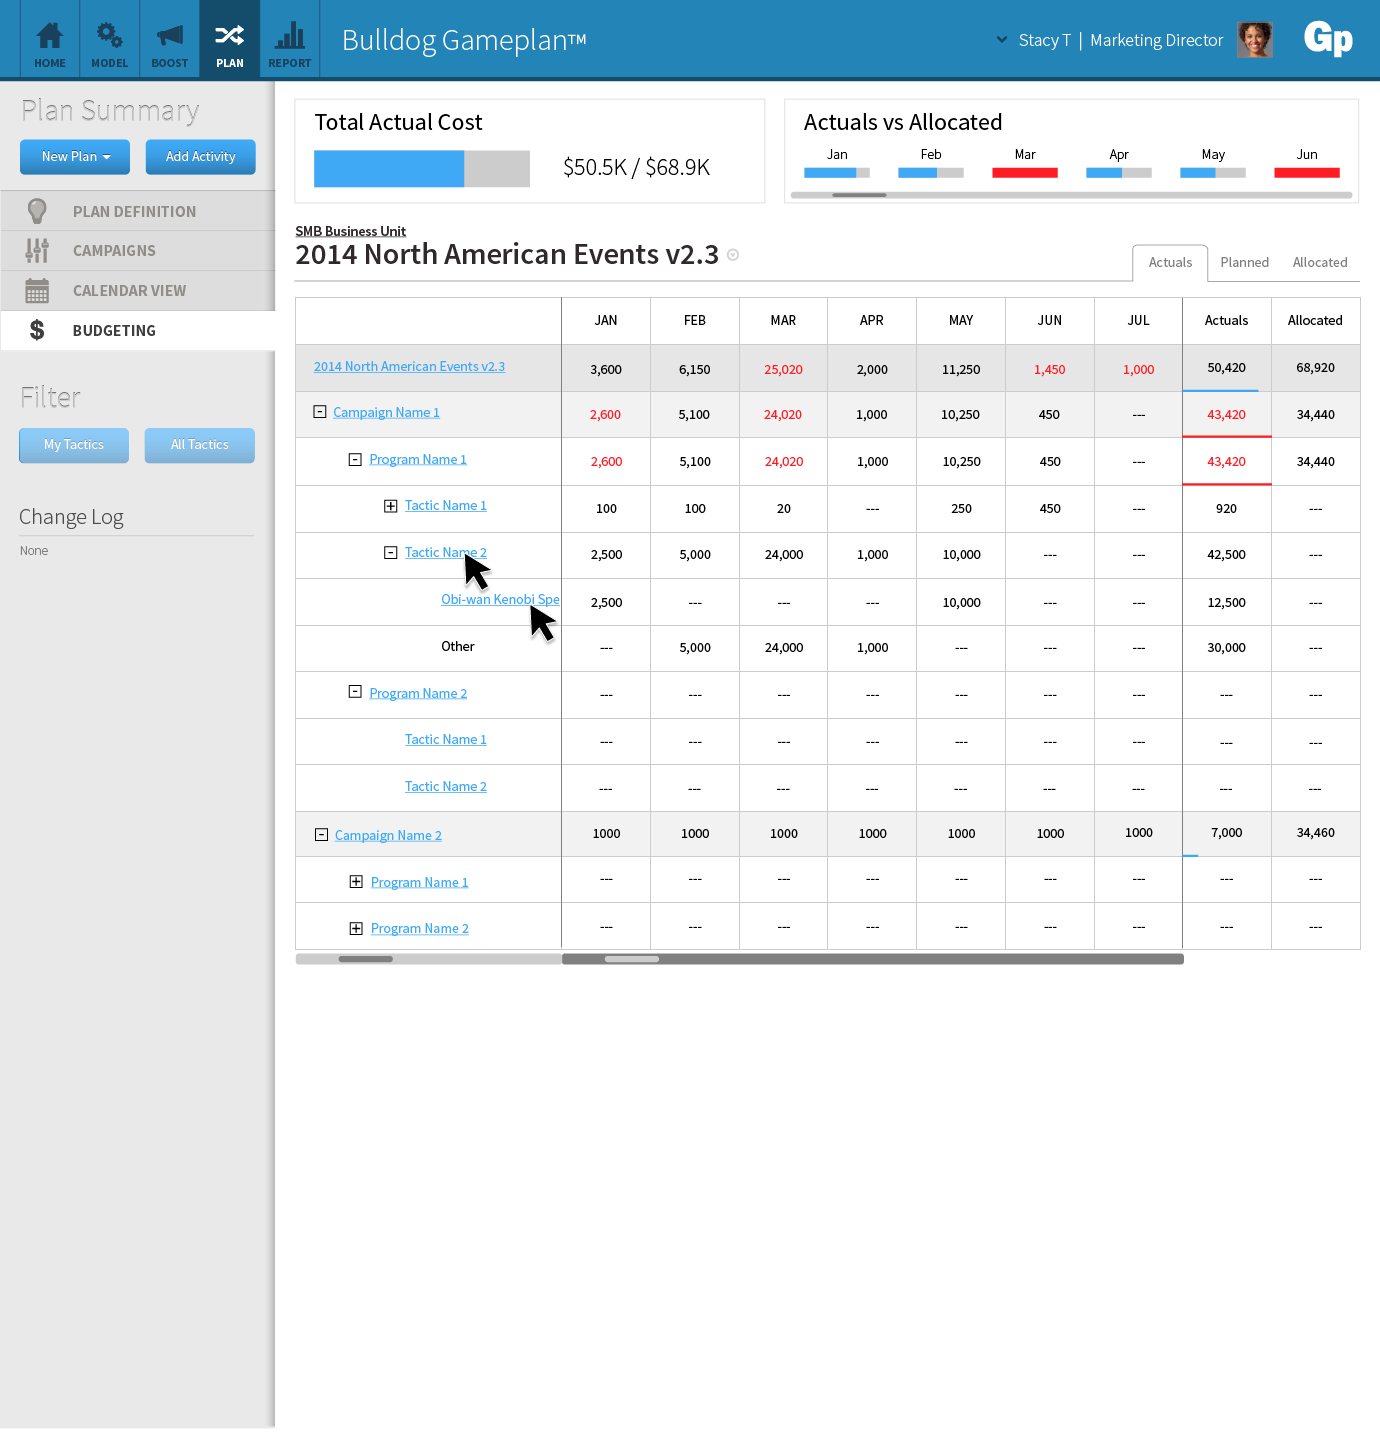 HOME MODEL BOOST PLAN REPORT
Bulldog Gameplan™
Stacy T | Marketing Director
Gp
Plan Summary
New Plan Add Activity
PLAN DEFINITION
CAMPAIGNS
CALENDAR VIEW
$ BUDGETING
Filter
My Tactics All Tactics
Change Log
None
Total Actual Cost
$50.5K / $68.9K
Actuals vs Allocated
Jan Feb Mar Apr May Jun
SMB Business Unit
2014 North American Events v2.3
Actuals Planned Allocated
JAN FEB MAR APR MAY JUN JUL Actuals Allocated
2014 North American Events v2.3 3,600 6,150 25,020 2,000 11,250 1,450 1,000 50,420 68,920
Campaign Name 1 2,600 5,100 24,020 1,000 10,250 450 --- 43,420 34,440
Program Name 1 2,600 5,100 24,020 1,000 10,250 450 --- 43,420 34,440
Tactic Name 1 100 100 20 --- 250 450 --- 920 ---
Tactic Name 2 2,500 5,000 24,000 1,000 10,000 --- --- 42,500 ---
Obi-wan Kenobi Spe 2,500 --- --- --- 10,000 --- --- 12,500 ---
Other --- 5,000 24,000 1,000 --- --- --- 30,000 ---
Program Name 2 --- --- --- --- --- --- --- --- ---
Tactic Name 1 --- --- --- --- --- --- --- --- ---
Tactic Name 2 --- --- --- --- --- --- --- --- ---
Campaign Name 2 1000 1000 1000 1000 1000 1000 1000 7,000 34,460
Program Name 1 --- --- --- --- --- --- --- --- ---
Program Name 2 --- --- --- --- --- --- --- --- ---